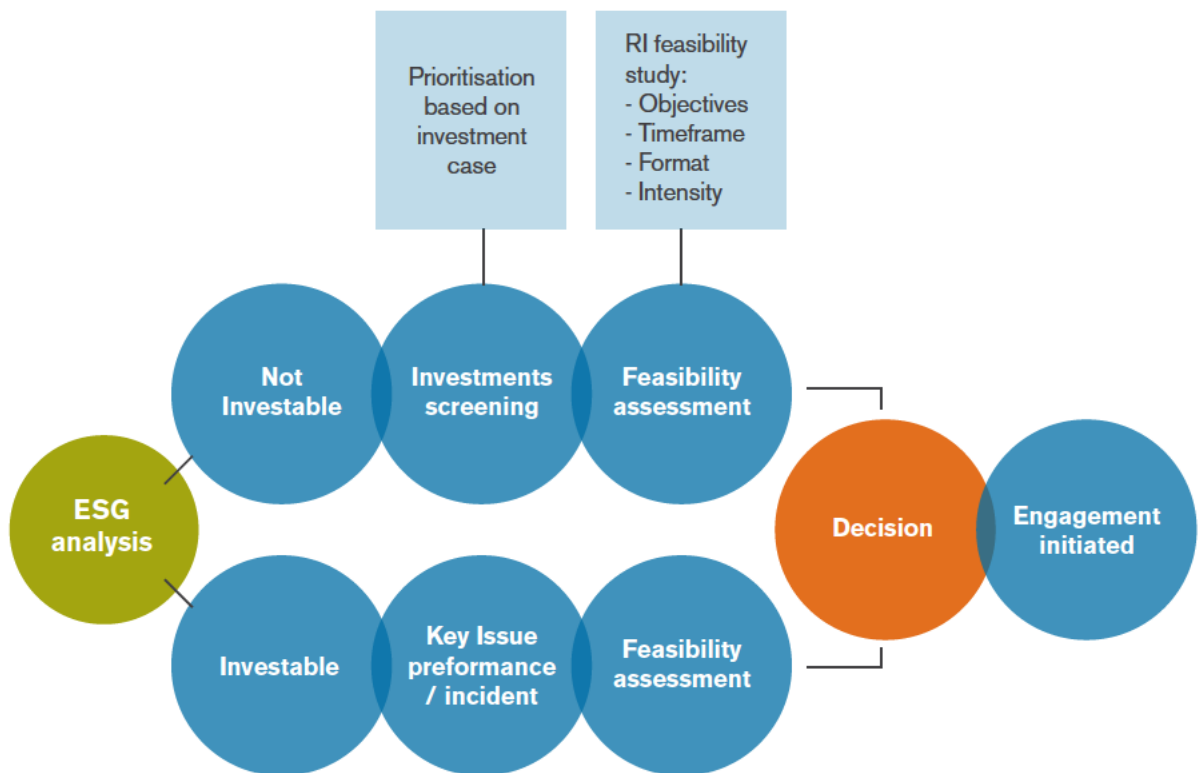 Prioritisation
based on
investment
case
RI feasibility
study:
- Objectives
- Timeframe
- Format
- Intensity
Not
Investable
Investments
screening
Feasibility
assessment
ESG
analysis
Decision
Engagement
initiated
Investable
Key Issue
preformance
/ incident
Feasibility
assessment